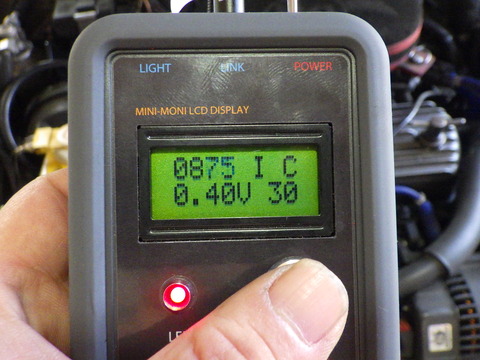 LIGHT LINK POWER
MINI-MONI LCD DISPLAY
0875 I C
0.40V 30